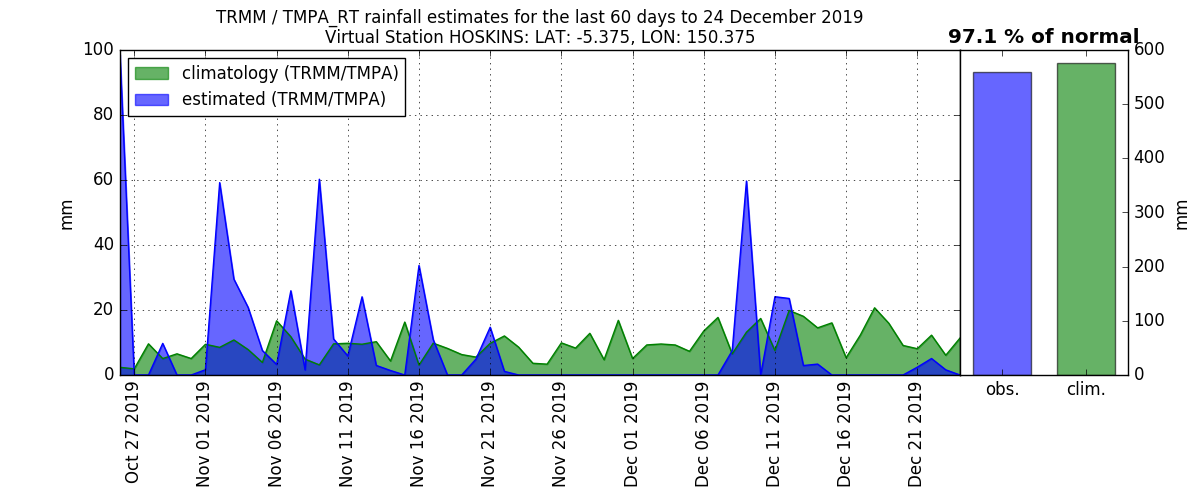 TRMM / TMPA_RT rainfall estimates for the last 60 days to 24 December 2019
Virtual Station HOSKINS: LAT: -5.375, LON: 150.375
97.1 % of normal
climatology (TRMM/TMPA)
estimated (TRMM/TMPA)
100
80
60
40
20
0
mm
Oct 27 2019
Nov 01 2019
Nov 06 2019
Nov 11 2019
Nov 16 2019
Nov 21 2019
Nov 26 2019
Dec 01 2019
Dec 06 2019
Dec 11 2019
Dec 16 2019
Dec 21 2019
obs.
clim.
600
500
400
300
200
100
0
mm